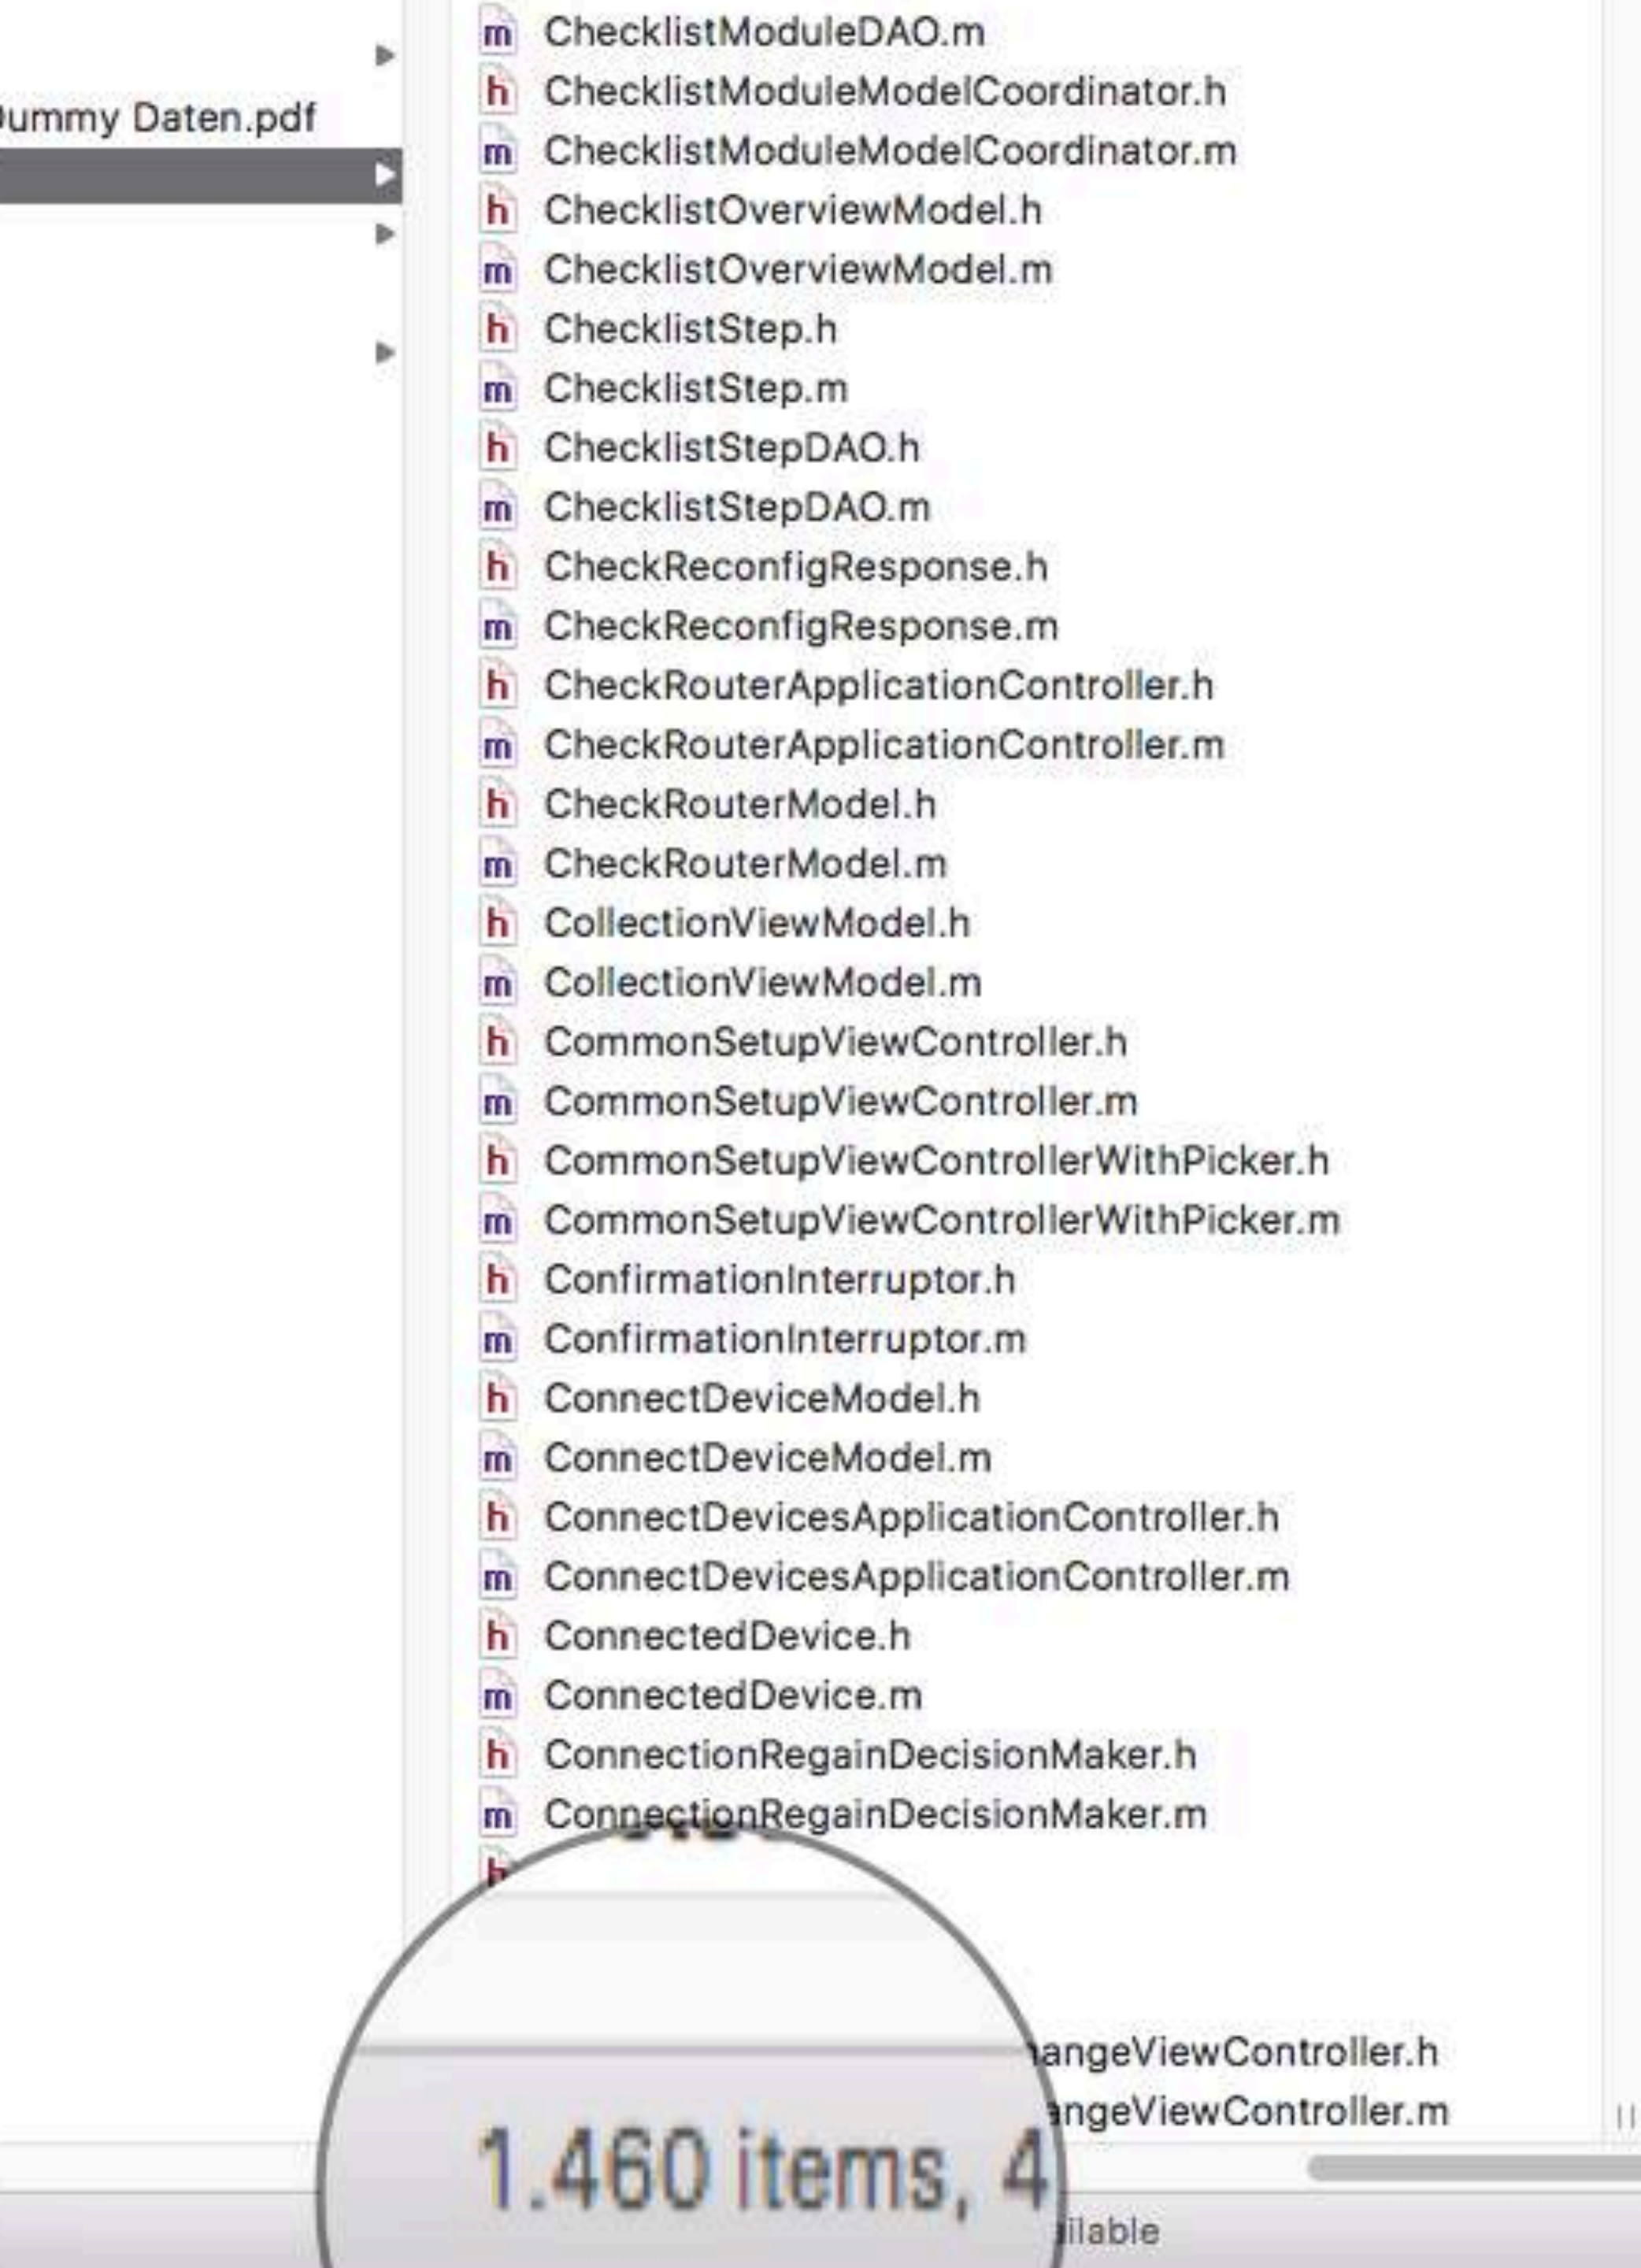 ummy Daten.pdf
m ChecklistModuleDAO.m
h ChecklistModuleModelCoordinator.h
m ChecklistModuleModelCoordinator.m
h ChecklistOverviewModel.h
m ChecklistOverviewModel.m
h ChecklistStep.h
m ChecklistStep.m
h ChecklistStepDAO.h
m ChecklistStepDAO.m
h CheckReconfigResponse.h
m CheckReconfigResponse.m
h CheckRouterApplicationController.h
m CheckRouterApplicationController.m
h CheckRouterModel.h
m CheckRouterModel.m
h CollectionViewModel.h
m CollectionViewModel.m
h CommonSetupViewController.h
m CommonSetupViewController.m
h CommonSetupViewControllerWithPicker.h
m CommonSetupViewControllerWithPicker.m
h ConfirmationInterruptor.h
m ConfirmationInterruptor.m
h ConnectDeviceModel.h
m ConnectDeviceModel.m
h ConnectDevicesApplicationController.h
m ConnectDevicesApplicationController.m
h ConnectedDevice.h
m ConnectedDevice.m
h ConnectionRegainDecisionMaker.h
m ConnectionRegainDecisionMaker.m
h
angeViewController.h
ngeViewController.m
1.460 items, 4
ilable